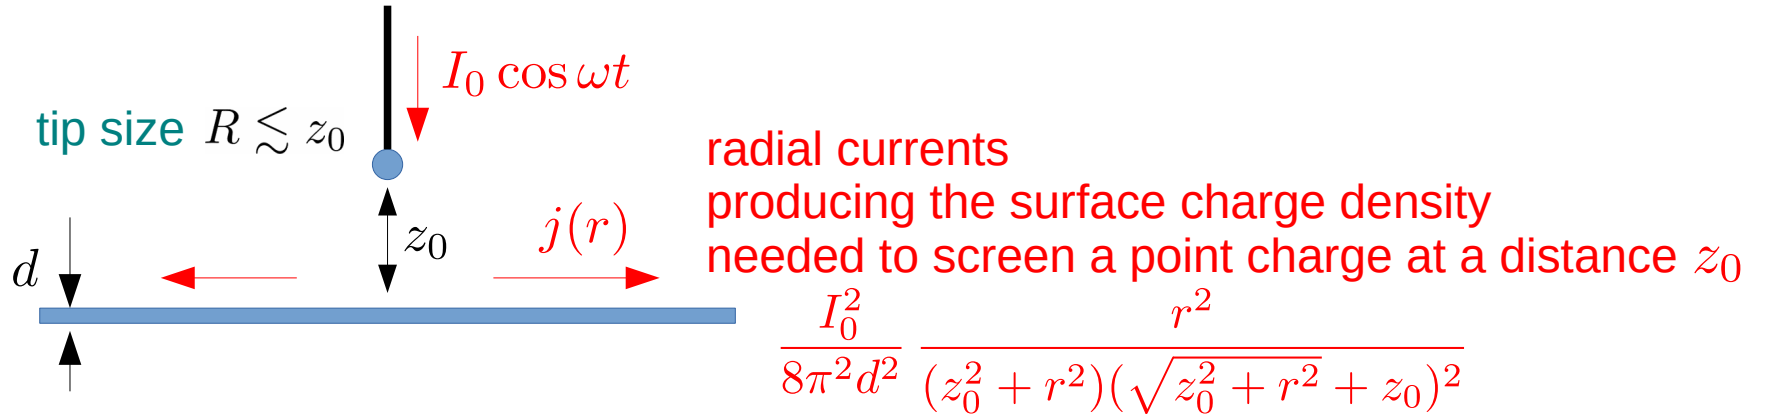 I₀ cos ωt
tip size R ≲ z₀
radial currents
producing the surface charge density
needed to screen a point charge at a distance z₀
j(r)
z₀
d
I₀² / (8π²d²) · r² / ((z₀² + r²)(√(z₀² + r²) + z₀)²)